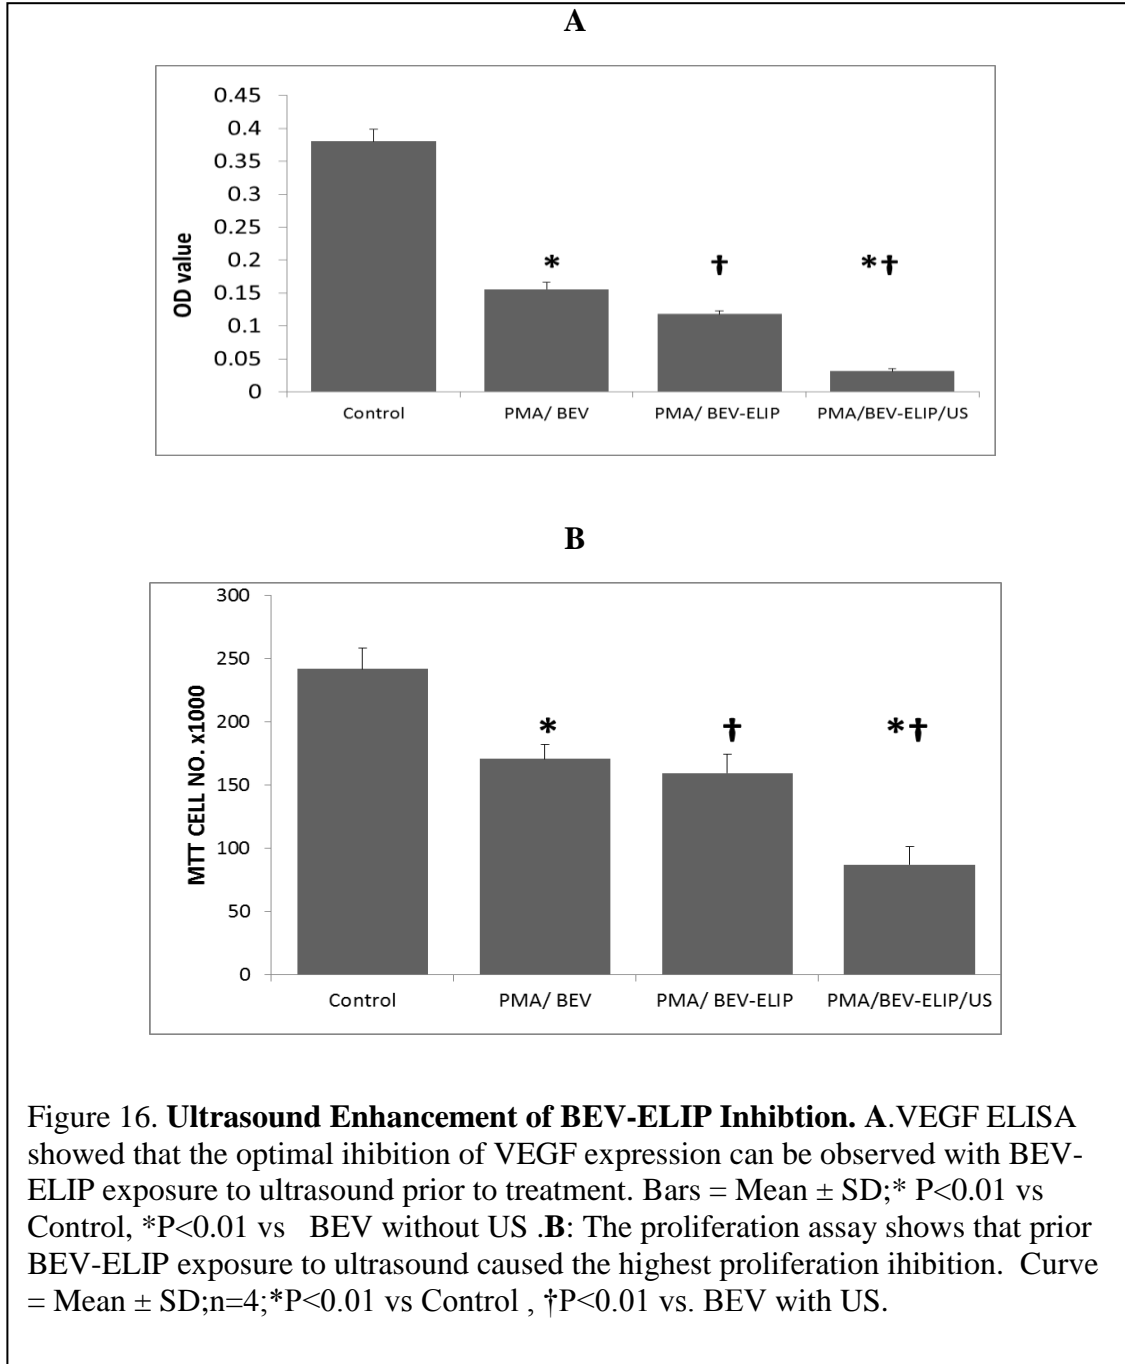 A
0.45
0.4
0.35
0.3
0.25
0.2
0.15
0.1
0.05
0
OD value
* † *†
Control PMA/ BEV PMA/ BEV-ELIP PMA/BEV-ELIP/US
B
300
250
200
150
100
50
0
MTT CELL NO. x1000
* † *†
Control PMA/ BEV PMA/ BEV-ELIP PMA/BEV-ELIP/US
Figure 16. Ultrasound Enhancement of BEV-ELIP Inhibtion. A.VEGF ELISA
showed that the optimal ihibition of VEGF expression can be observed with BEV-
ELIP exposure to ultrasound prior to treatment. Bars = Mean ± SD;* P<0.01 vs
Control, *P<0.01 vs BEV without US .B: The proliferation assay shows that prior
BEV-ELIP exposure to ultrasound caused the highest proliferation ihibition. Curve
= Mean ± SD;n=4;*P<0.01 vs Control , †P<0.01 vs. BEV with US.